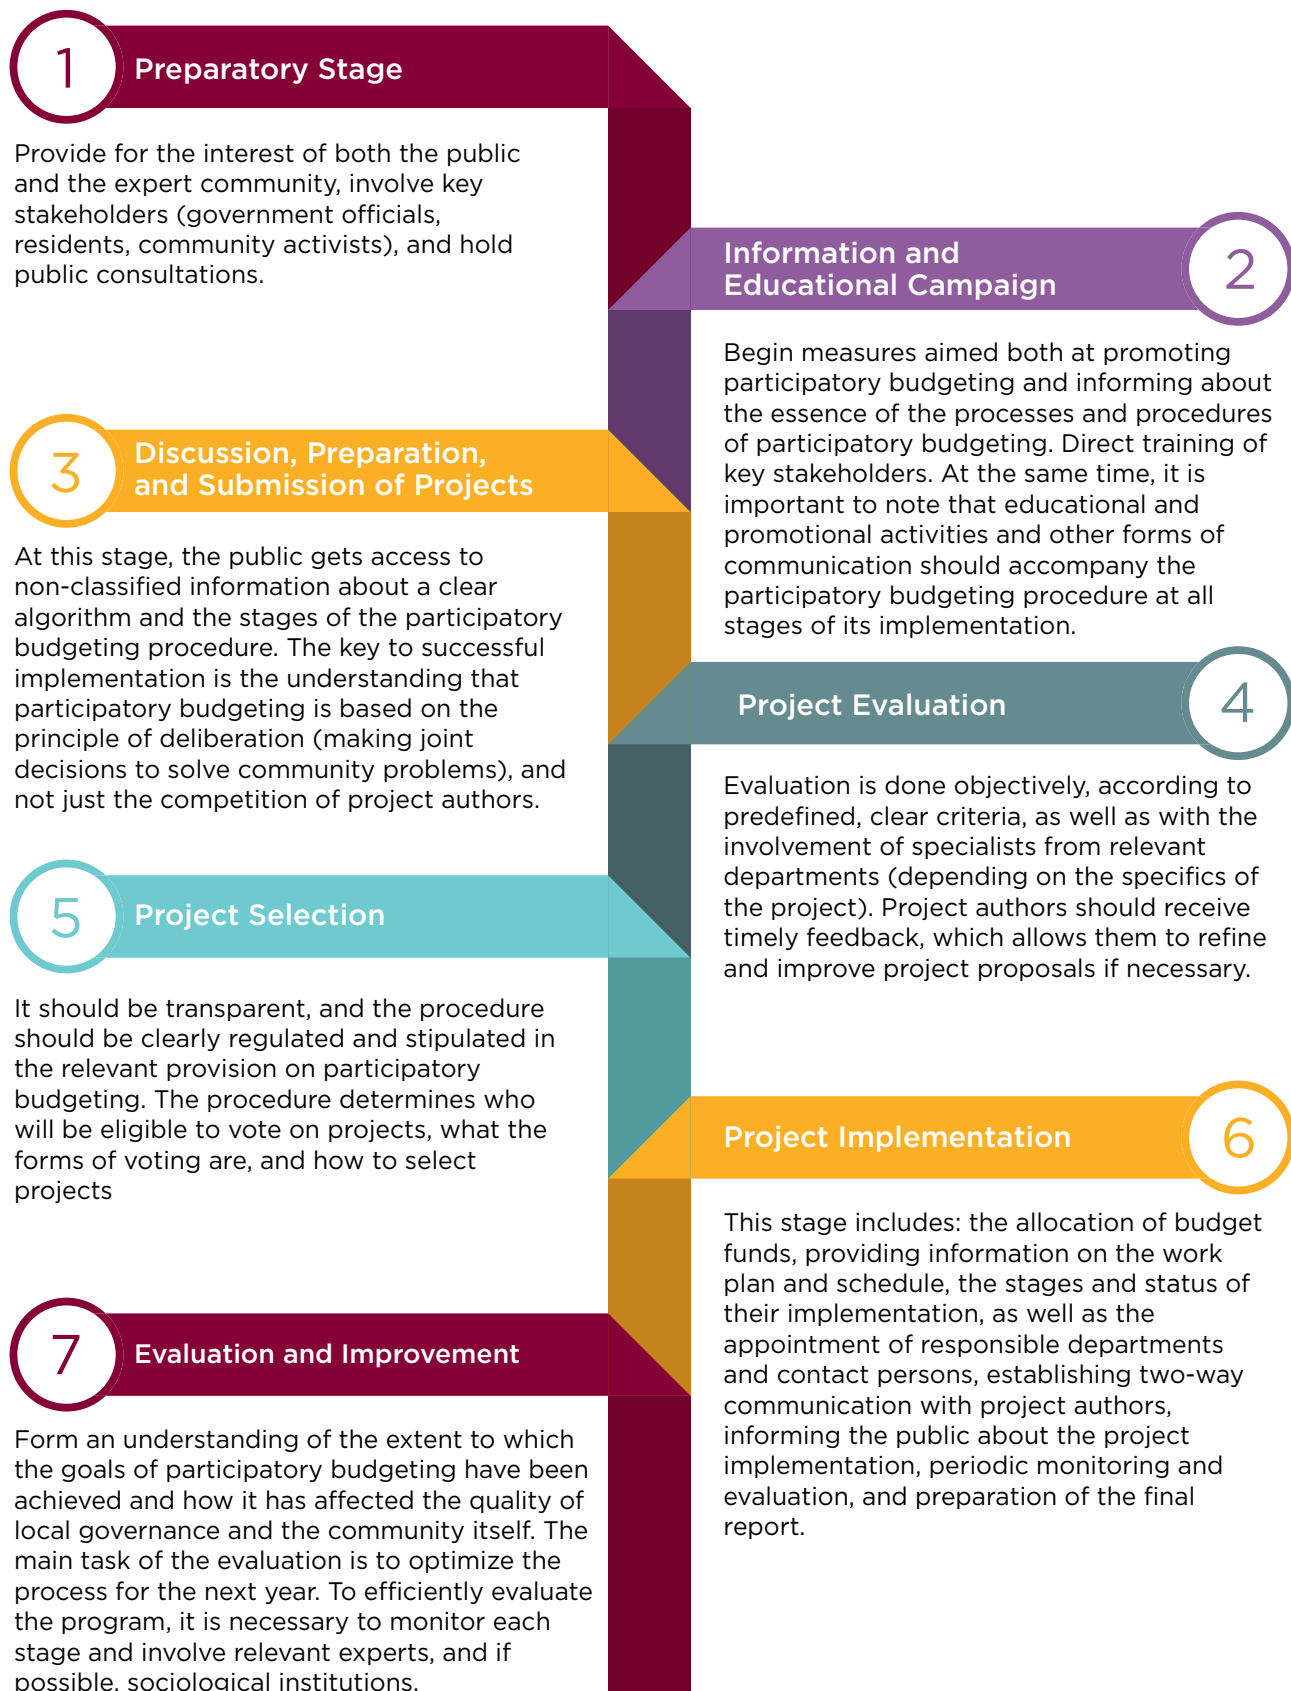 1
Preparatory Stage
Provide for the interest of both the public
and the expert community, involve key
stakeholders (government officials,
residents, community activists), and hold
public consultations.
2
Information and
Educational Campaign
Begin measures aimed both at promoting
participatory budgeting and informing about
the essence of the processes and procedures
of participatory budgeting. Direct training of
key stakeholders. At the same time, it is
important to note that educational and
promotional activities and other forms of
communication should accompany the
participatory budgeting procedure at all
stages of its implementation.
3
Discussion, Preparation,
and Submission of Projects
At this stage, the public gets access to
non-classified information about a clear
algorithm and the stages of the participatory
budgeting procedure. The key to successful
implementation is the understanding that
participatory budgeting is based on the
principle of deliberation (making joint
decisions to solve community problems), and
not just the competition of project authors.
4
Project Evaluation
Evaluation is done objectively, according to
predefined, clear criteria, as well as with the
involvement of specialists from relevant
departments (depending on the specifics of
the project). Project authors should receive
timely feedback, which allows them to refine
and improve project proposals if necessary.
5
Project Selection
It should be transparent, and the procedure
should be clearly regulated and stipulated in
the relevant provision on participatory
budgeting. The procedure determines who
will be eligible to vote on projects, what the
forms of voting are, and how to select
projects
6
Project Implementation
This stage includes: the allocation of budget
funds, providing information on the work
plan and schedule, the stages and status of
their implementation, as well as the
appointment of responsible departments
and contact persons, establishing two-way
communication with project authors,
informing the public about the project
implementation, periodic monitoring and
evaluation, and preparation of the final
report.
7
Evaluation and Improvement
Form an understanding of the extent to which
the goals of participatory budgeting have been
achieved and how it has affected the quality of
local governance and the community itself. The
main task of the evaluation is to optimize the
process for the next year. To efficiently evaluate
the program, it is necessary to monitor each
stage and involve relevant experts, and if
possible, sociological institutions.